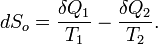 dS_o = \frac{\delta Q_1}{T_1} - \frac{\delta Q_2}{T_2}.